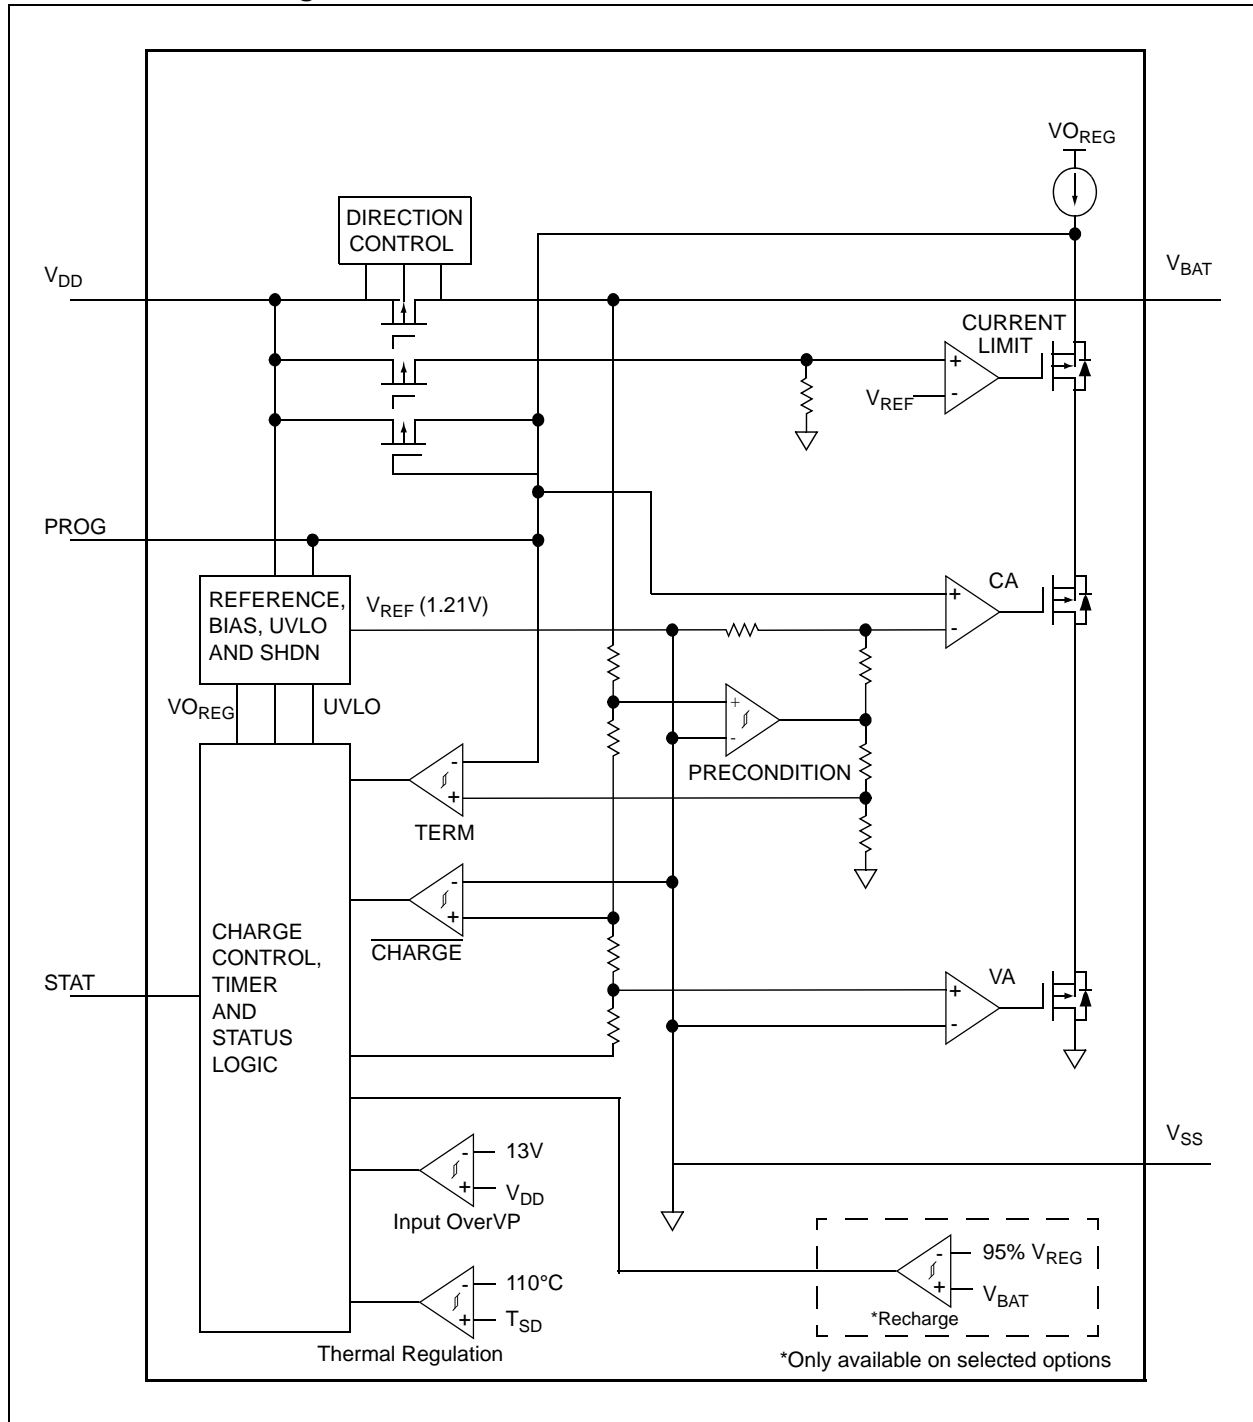 VO_REG
DIRECTION
CONTROL
V_DD
V_BAT
CURRENT
LIMIT
+
V_REF
-
PROG
REFERENCE,
BIAS, UVLO
AND SHDN
V_REF (1.21V)
CA
+
-
VO_REG
UVLO
+
-
PRECONDITION
-
+
TERM
-
+
CHARGE
CHARGE
CONTROL,
TIMER
AND
STATUS
LOGIC
STAT
VA
+
-
V_SS
- 13V
+ V_DD
Input OverVP
- 95% V_REG
+ V_BAT
*Recharge
- 110°C
+ T_SD
Thermal Regulation
*Only available on selected options